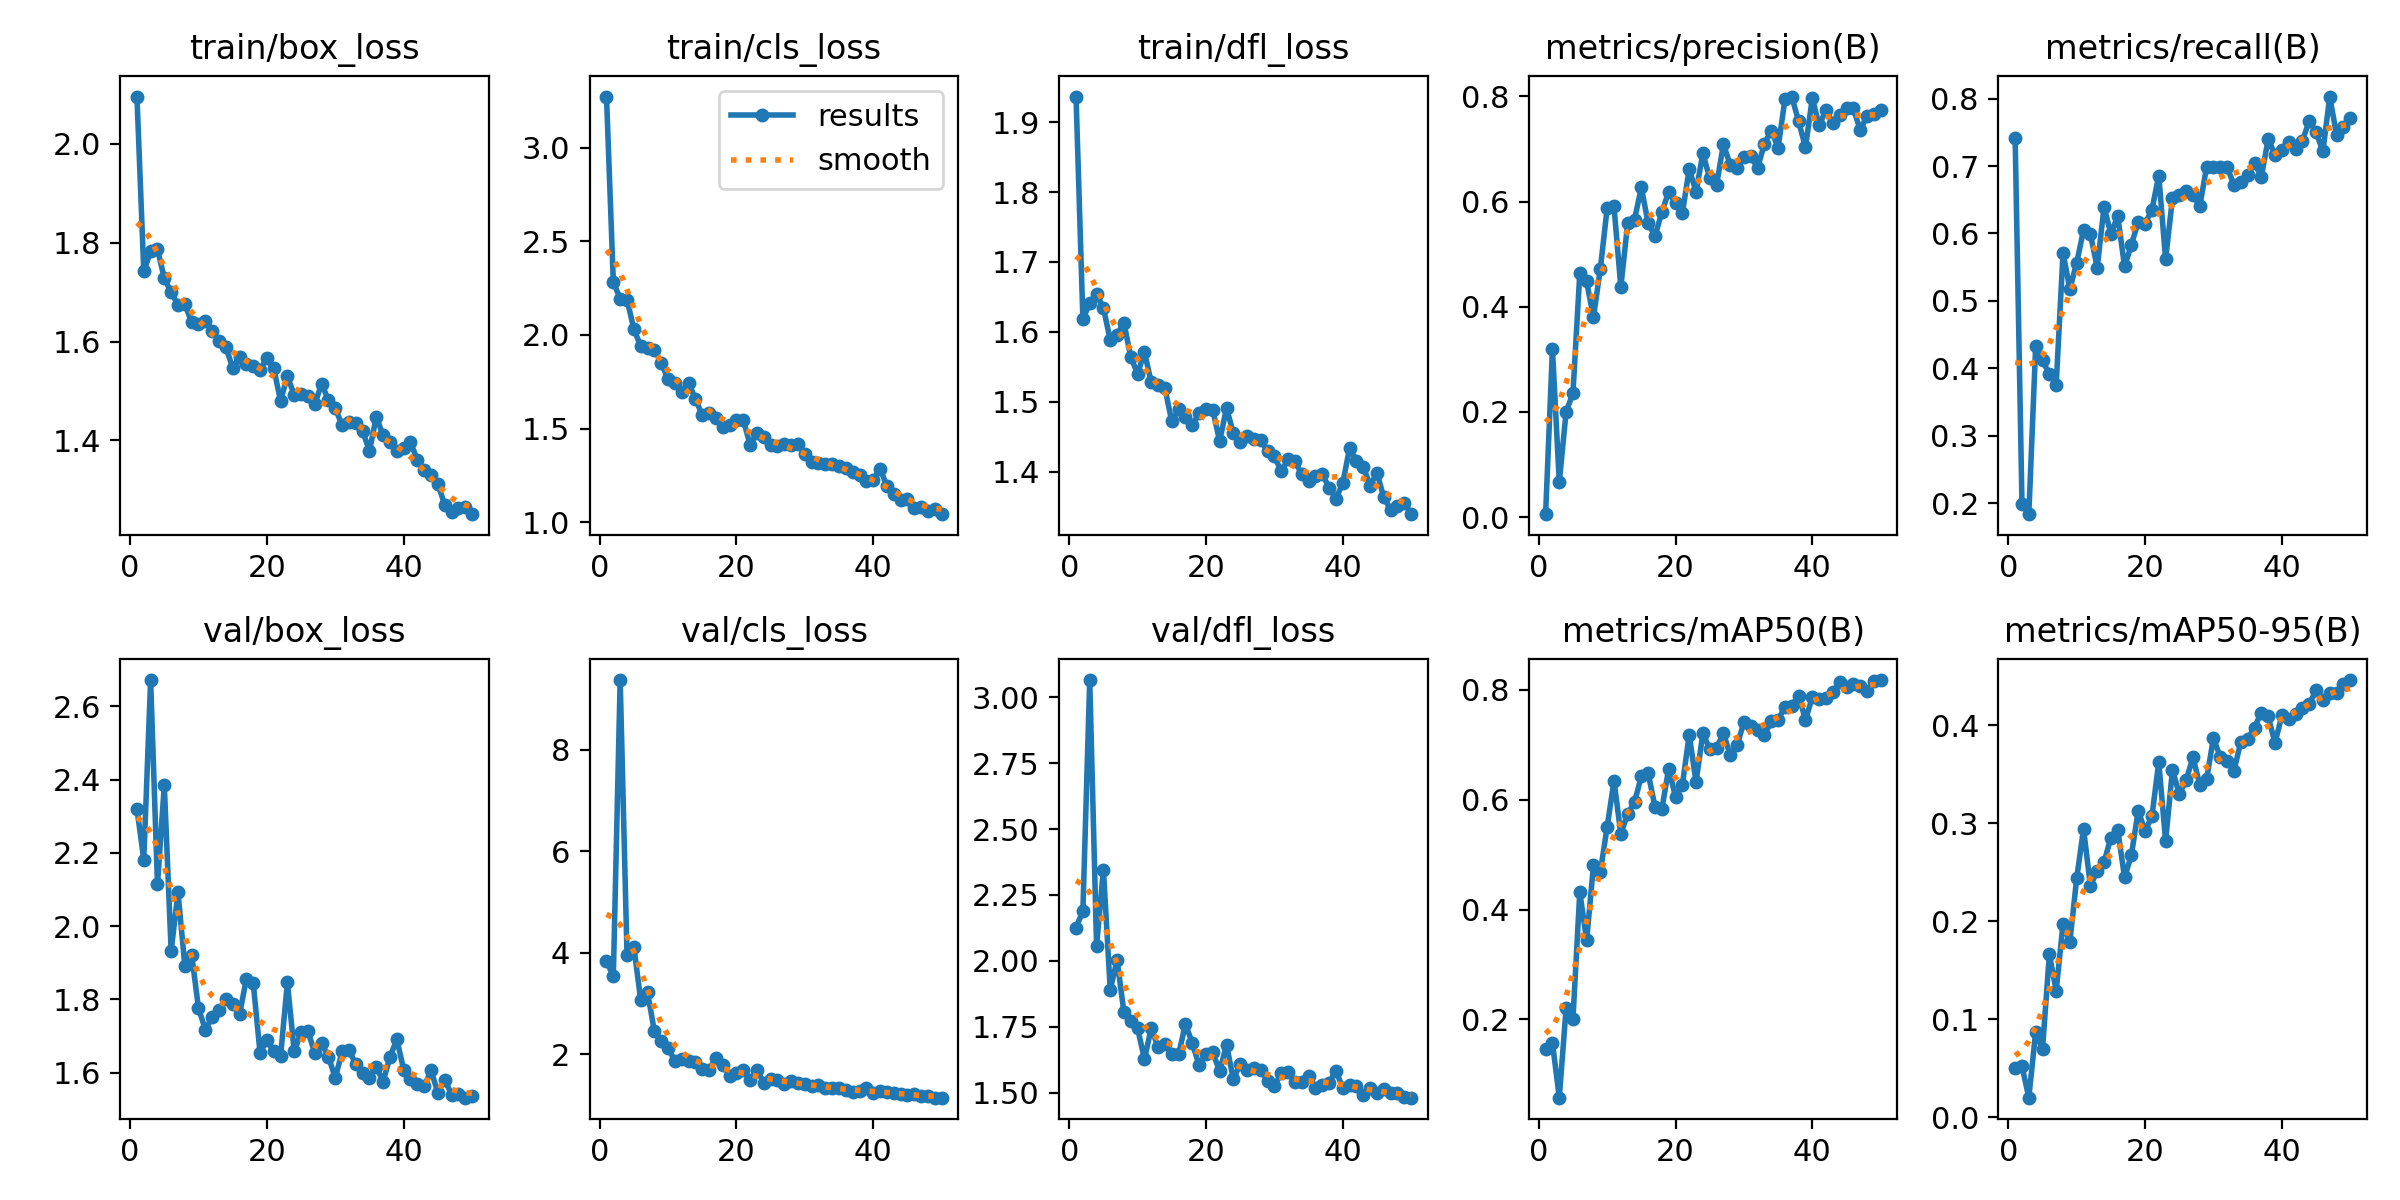 train/box_loss
2.0
1.8
1.6
1.4
0 20 40
train/cls_loss
results
smooth
3.0
2.5
2.0
1.5
1.0
0 20 40
train/dfl_loss
1.9
1.8
1.7
1.6
1.5
1.4
0 20 40
metrics/precision(B)
0.8
0.6
0.4
0.2
0.0
0 20 40
metrics/recall(B)
0.8
0.7
0.6
0.5
0.4
0.3
0.2
0 20 40
val/box_loss
2.6
2.4
2.2
2.0
1.8
1.6
0 20 40
val/cls_loss
8
6
4
2
0 20 40
val/dfl_loss
3.00
2.75
2.50
2.25
2.00
1.75
1.50
0 20 40
metrics/mAP50(B)
0.8
0.6
0.4
0.2
0 20 40
metrics/mAP50-95(B)
0.4
0.3
0.2
0.1
0.0
0 20 40